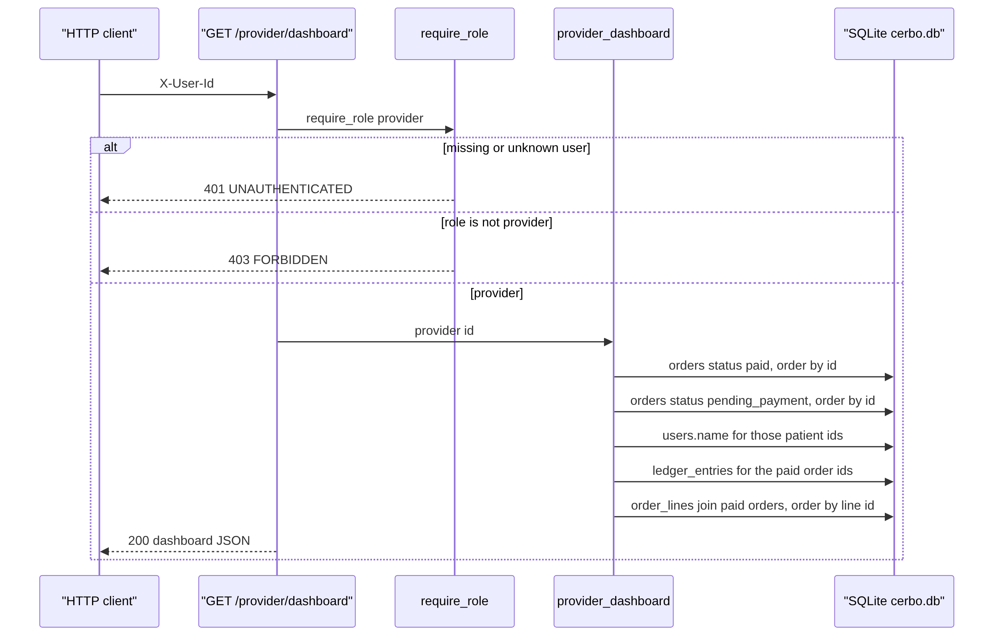 "HTTP client"
"GET /provider/dashboard"
require_role
provider_dashboard
"SQLite cerbo.db"
X-User-Id
require_role provider
alt
[missing or unknown user]
401 UNAUTHENTICATED
[role is not provider]
403 FORBIDDEN
[provider]
provider id
orders status paid, order by id
orders status pending_payment, order by id
users.name for those patient ids
ledger_entries for the paid order ids
order_lines join paid orders, order by line id
200 dashboard JSON
"HTTP client"
"GET /provider/dashboard"
require_role
provider_dashboard
"SQLite cerbo.db"